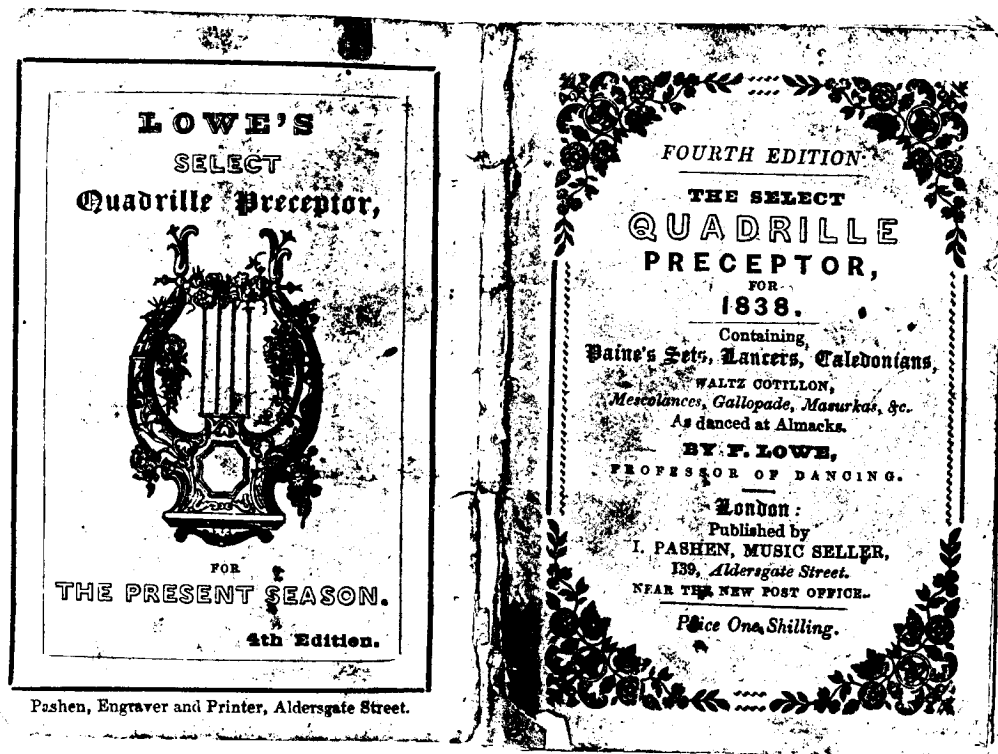 LOWE'S
SELECT
Quadrille Preceptor,
FOR
THE PRESENT SEASON.
4th Edition.
Pashen, Engraver and Printer, Aldersgate Street.
FOURTH EDITION.
THE SELECT
QUADRILLE
PRECEPTOR,
FOR
1838.
Containing,
Paine's Sets, Lancers, Caledonians,
WALTZ COTILLON,
Mescolances, Gallopade, Masurkas, &c.
As danced at Almacks.
BY F. LOWE,
PROFESSOR OF DANCING.
London:
Published by
I. PASHEN, MUSIC SELLER,
139, Aldersgate Street.
NEAR THE NEW POST OFFICE.
Price One Shilling.